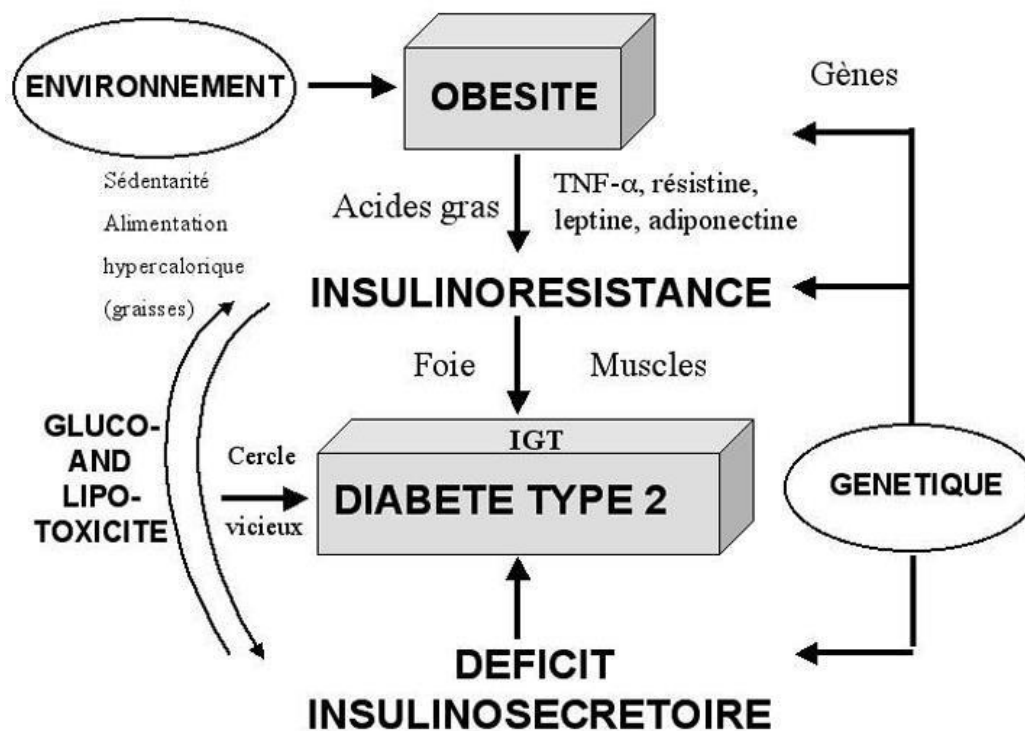 ENVIRONNEMENT
OBESITE
Gènes
Sédentarité
Alimentation
hypercalorique
(graisses)
Acides gras
TNF-α, résistine,
leptine, adiponectine
INSULINORESISTANCE
Foie
Muscles
GLUCO-
AND
LIPO-
TOXICITE
Cercle
vicieux
IGT
DIABETE TYPE 2
GENETIQUE
DEFICIT
INSULINOSECRETOIRE